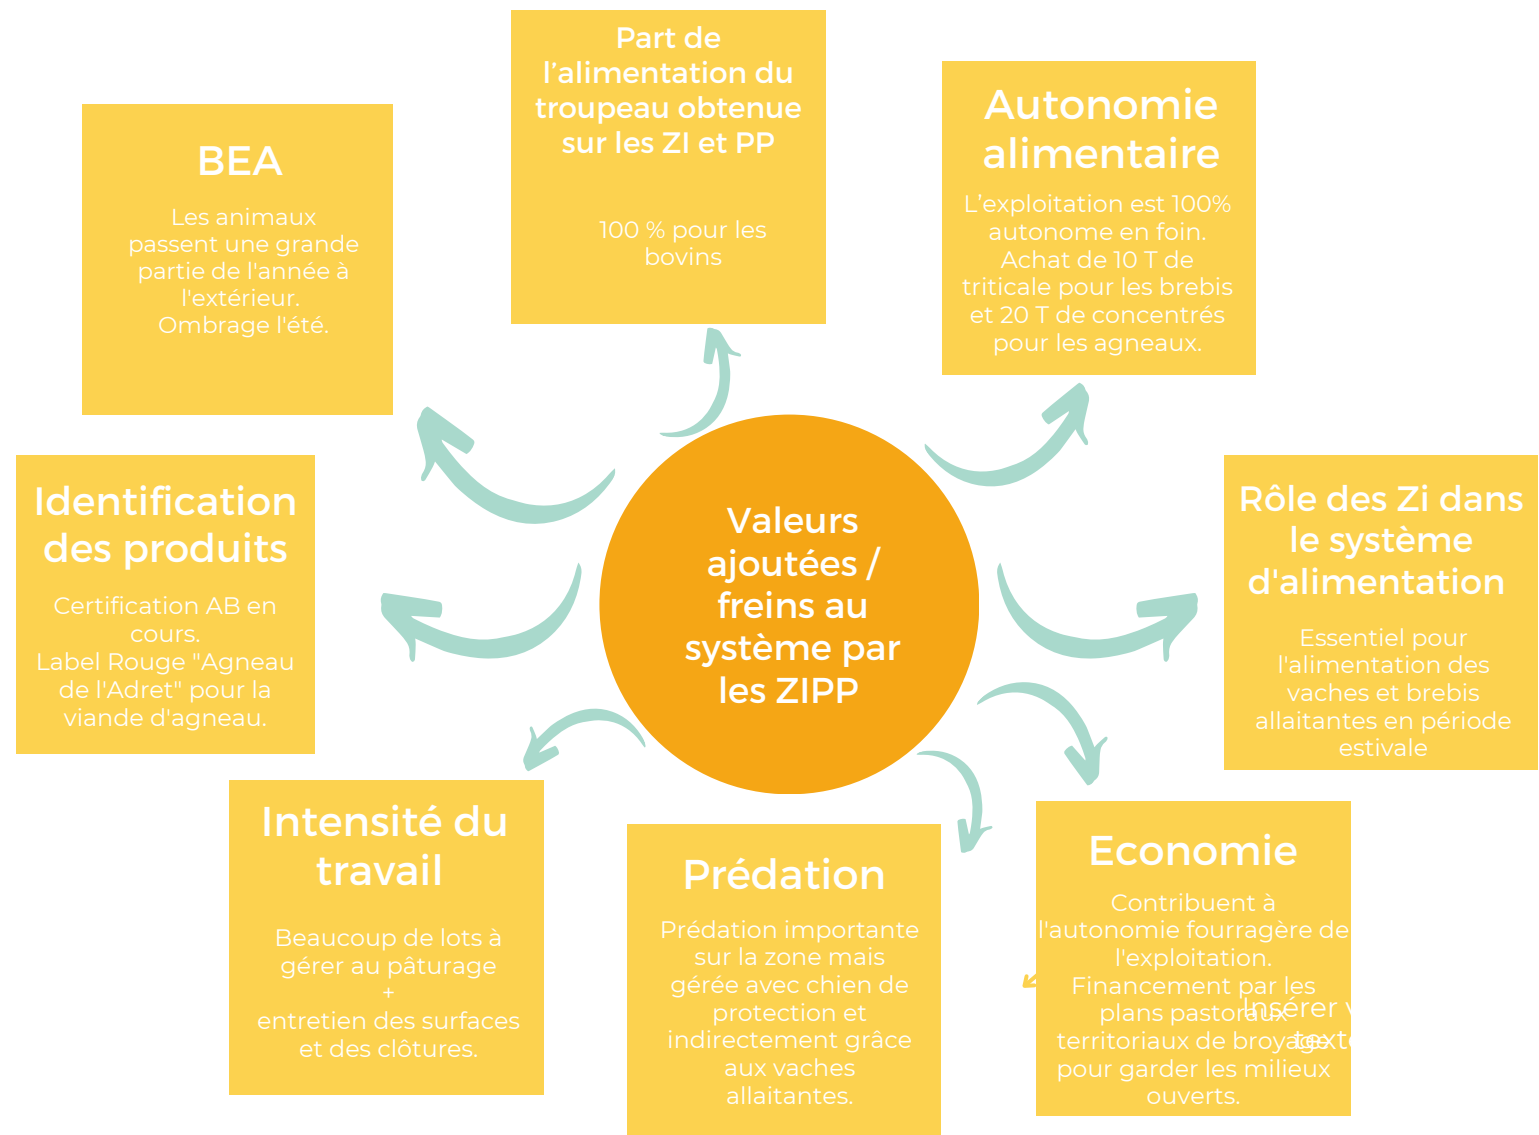 Part de
l'alimentation du
troupeau obtenue
sur les ZI et PP
100 % pour les
bovins
Autonomie
alimentaire
L'exploitation est 100%
autonome en foin.
Achat de 10 T de
triticale pour les brebis
et 20 T de concentrés
pour les agneaux.
BEA
Les animaux
passent une grande
partie de l'année à
l'extérieur.
Ombrage l'été.
Identification
des produits
Certification AB en
cours.
Label Rouge "Agneau
de l'Adret" pour la
viande d'agneau.
Valeurs
ajoutées /
freins au
système par
les ZIPP
Rôle des Zi dans
le système
d'alimentation
Essentiel pour
l'alimentation des
vaches et brebis
allaitantes en période
estivale
Intensité du
travail
Beaucoup de lots à
gérer au pâturage
+
entretien des surfaces
et des clôtures.
Prédation
Prédation importante
sur la zone mais
gérée avec chien de
protection et
indirectement grâce
aux vaches
allaitantes.
Economie
Contribuent à
l'autonomie fourragère de
l'exploitation.
Financement par les
plans pastoraux
territoriaux de broyage
pour garder les milieux
ouverts.
Insérer